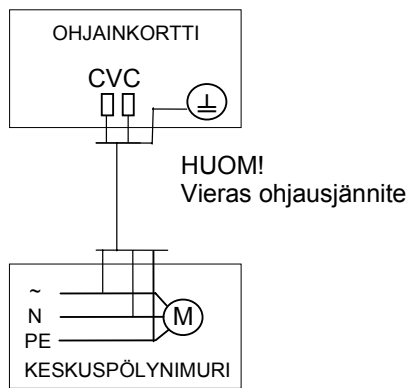 OHJAINKORTTI
CVC
HUOM!
Vieras ohjausjännite
~
N
M
PE
KESKUSPÖLYNIMURI